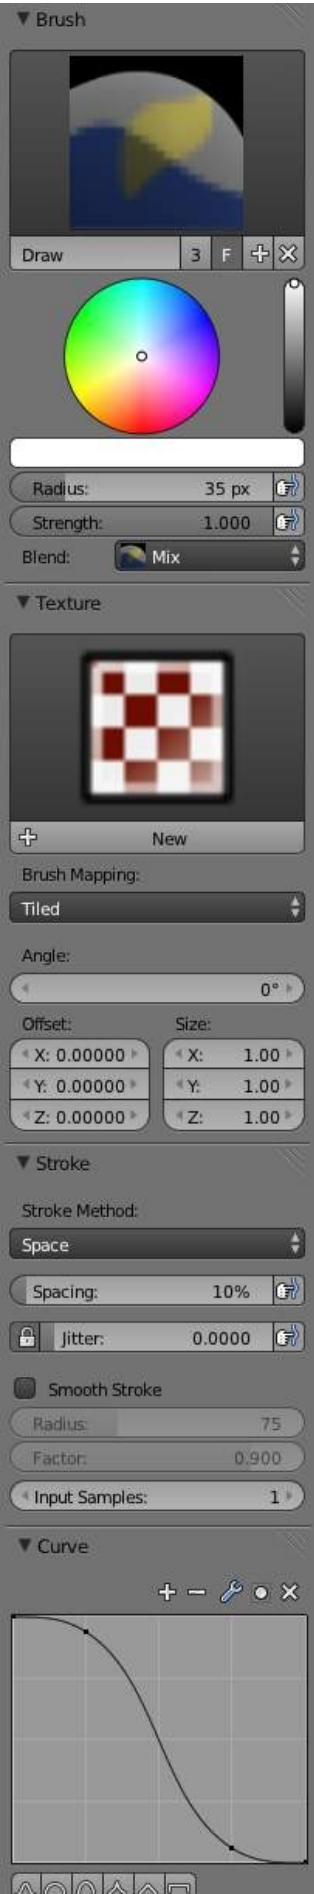 Brush
Draw 3 F
Radius: 35 px
Strength: 1.000
Blend: Mix
Texture
New
Brush Mapping:
Tiled
Angle:
0°
Offset: Size:
X: 0.00000 X: 1.00
Y: 0.00000 Y: 1.00
Z: 0.00000 Z: 1.00
Stroke
Stroke Method:
Space
Spacing: 10%
Jitter: 0.0000
Smooth Stroke
Radius: 75
Factor: 0.900
Input Samples: 1
Curve